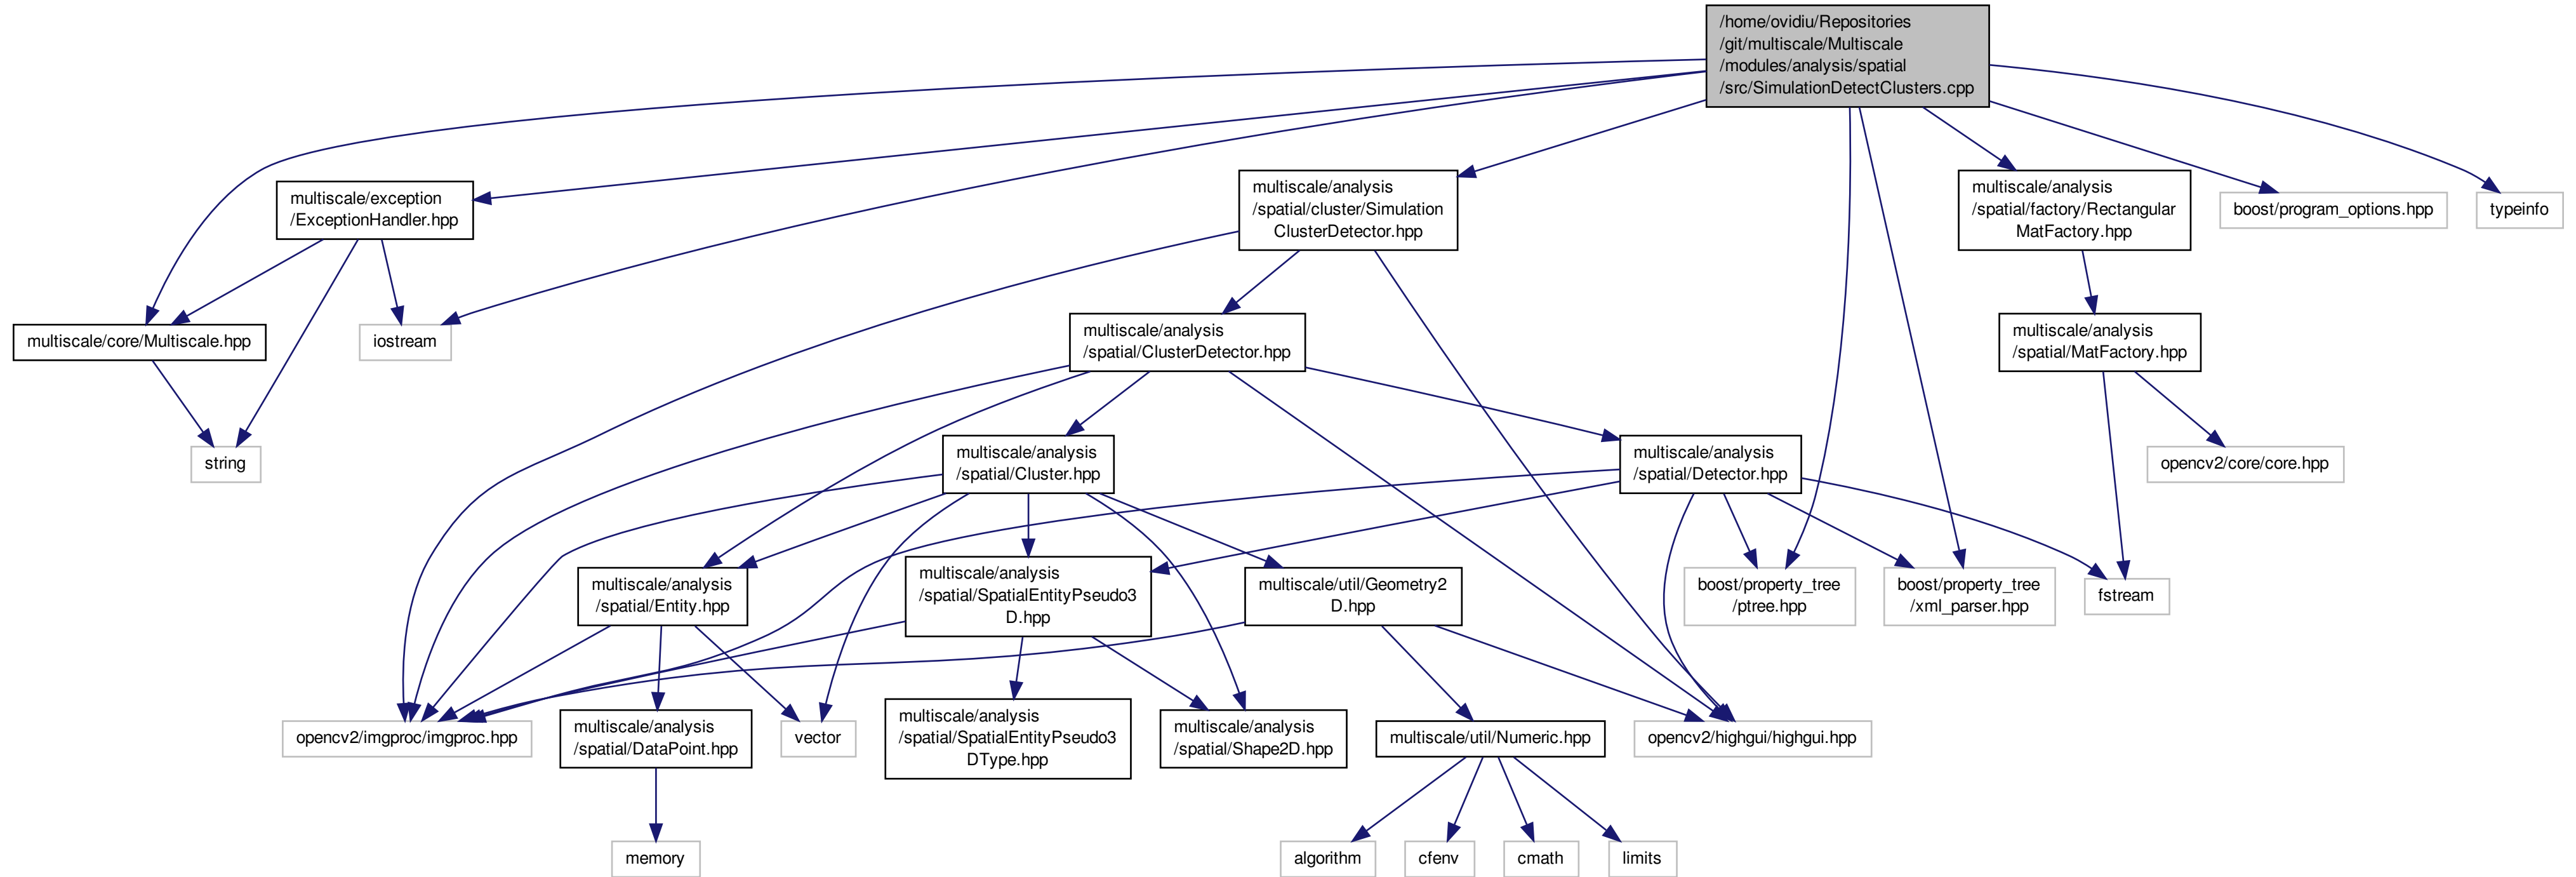 /home/ovidiu/Repositories
/git/multiscale/Multiscale
/modules/analysis/spatial
/src/SimulationDetectClusters.cpp
multiscale/exception
/ExceptionHandler.hpp
multiscale/analysis
/spatial/cluster/Simulation
ClusterDetector.hpp
multiscale/analysis
/spatial/factory/Rectangular
MatFactory.hpp
boost/program_options.hpp
typeinfo
multiscale/core/Multiscale.hpp
iostream
multiscale/analysis
/spatial/ClusterDetector.hpp
multiscale/analysis
/spatial/MatFactory.hpp
string
multiscale/analysis
/spatial/Cluster.hpp
multiscale/analysis
/spatial/Detector.hpp
opencv2/core/core.hpp
multiscale/analysis
/spatial/Entity.hpp
multiscale/analysis
/spatial/SpatialEntityPseudo3
D.hpp
multiscale/util/Geometry2
D.hpp
boost/property_tree
/ptree.hpp
boost/property_tree
/xml_parser.hpp
fstream
opencv2/imgproc/imgproc.hpp
multiscale/analysis
/spatial/DataPoint.hpp
vector
multiscale/analysis
/spatial/SpatialEntityPseudo3
DType.hpp
multiscale/analysis
/spatial/Shape2D.hpp
multiscale/util/Numeric.hpp
opencv2/highgui/highgui.hpp
memory
algorithm
cfenv
cmath
limits